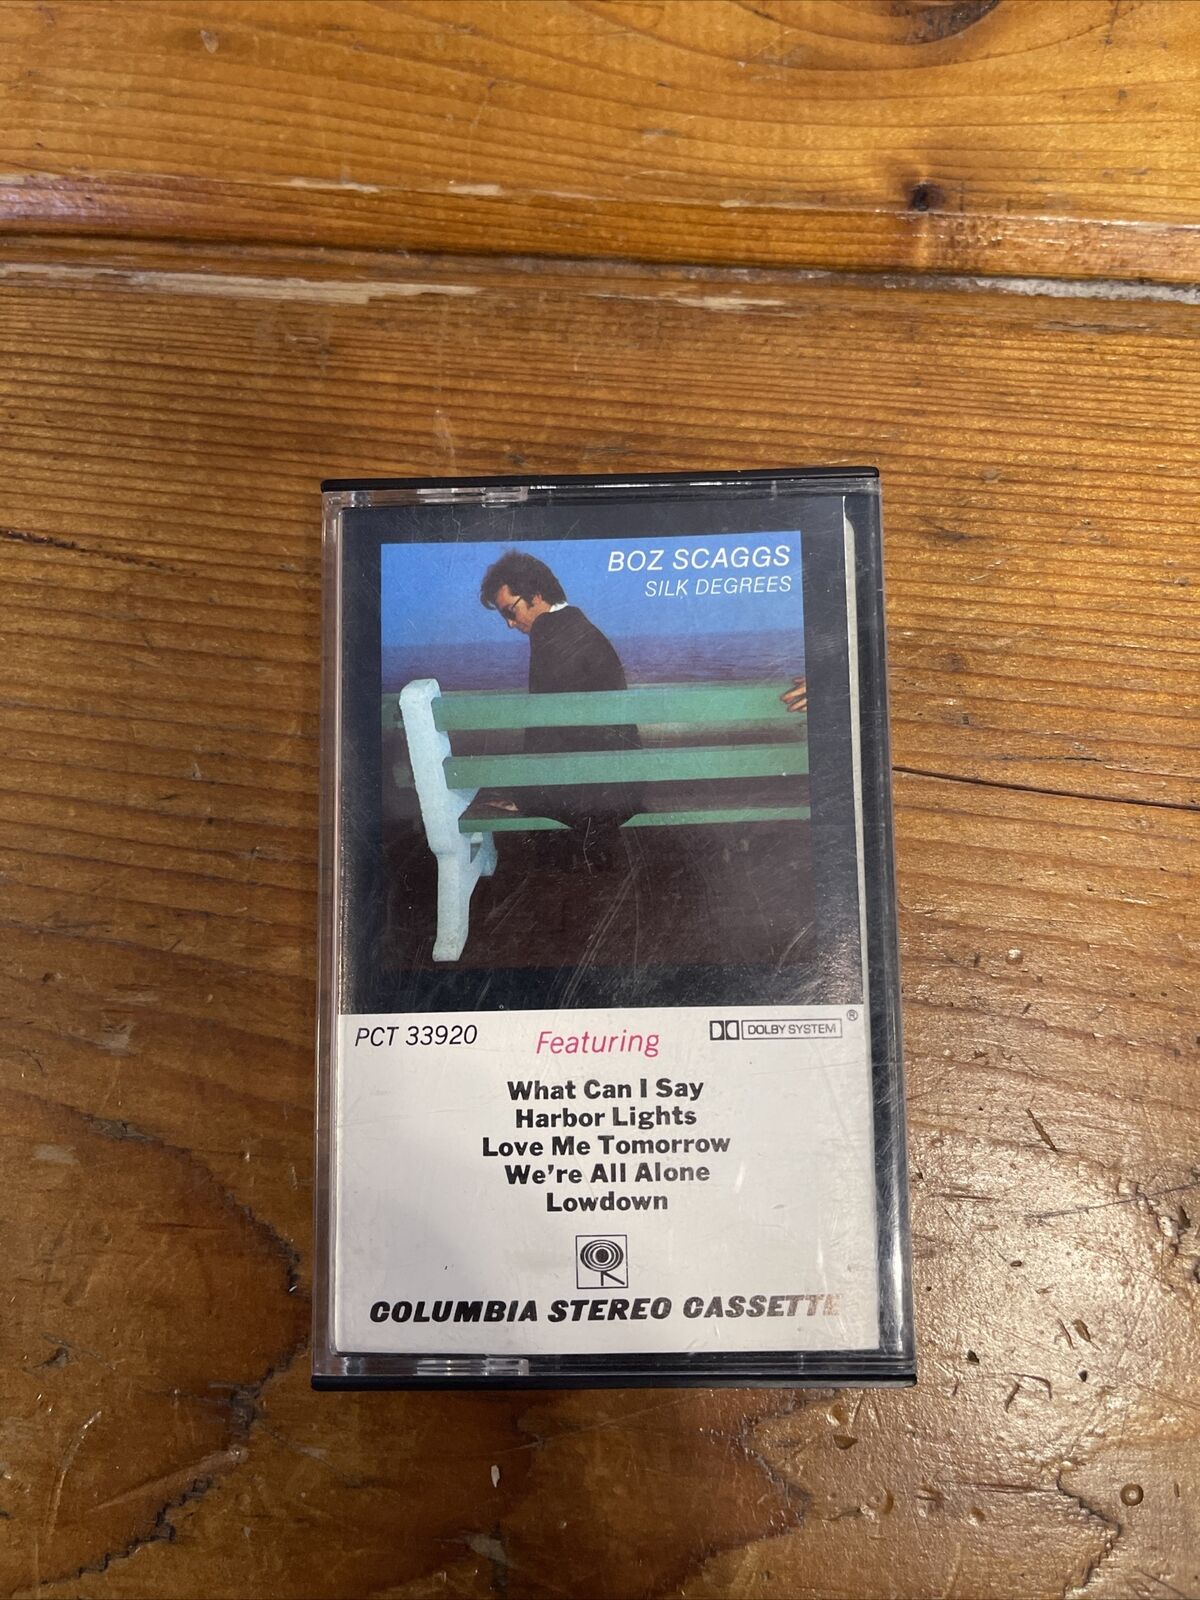 BOZ SCAGGS
SILK DEGREES
PCT 33920
Featuring
DOLBY SYSTEM®
What Can I Say
Harbor Lights
Love Me Tomorrow
We're All Alone
Lowdown
COLUMBIA STEREO CASSETTE